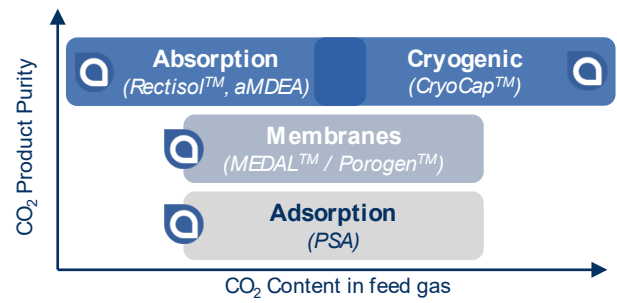 CO₂ Product Purity
Absorption
(Rectisol™, aMDEA)
Cryogenic
(CryoCap™)
Membranes
(MEDAL™ / Porogen™)
Adsorption
(PSA)
CO₂ Content in feed gas